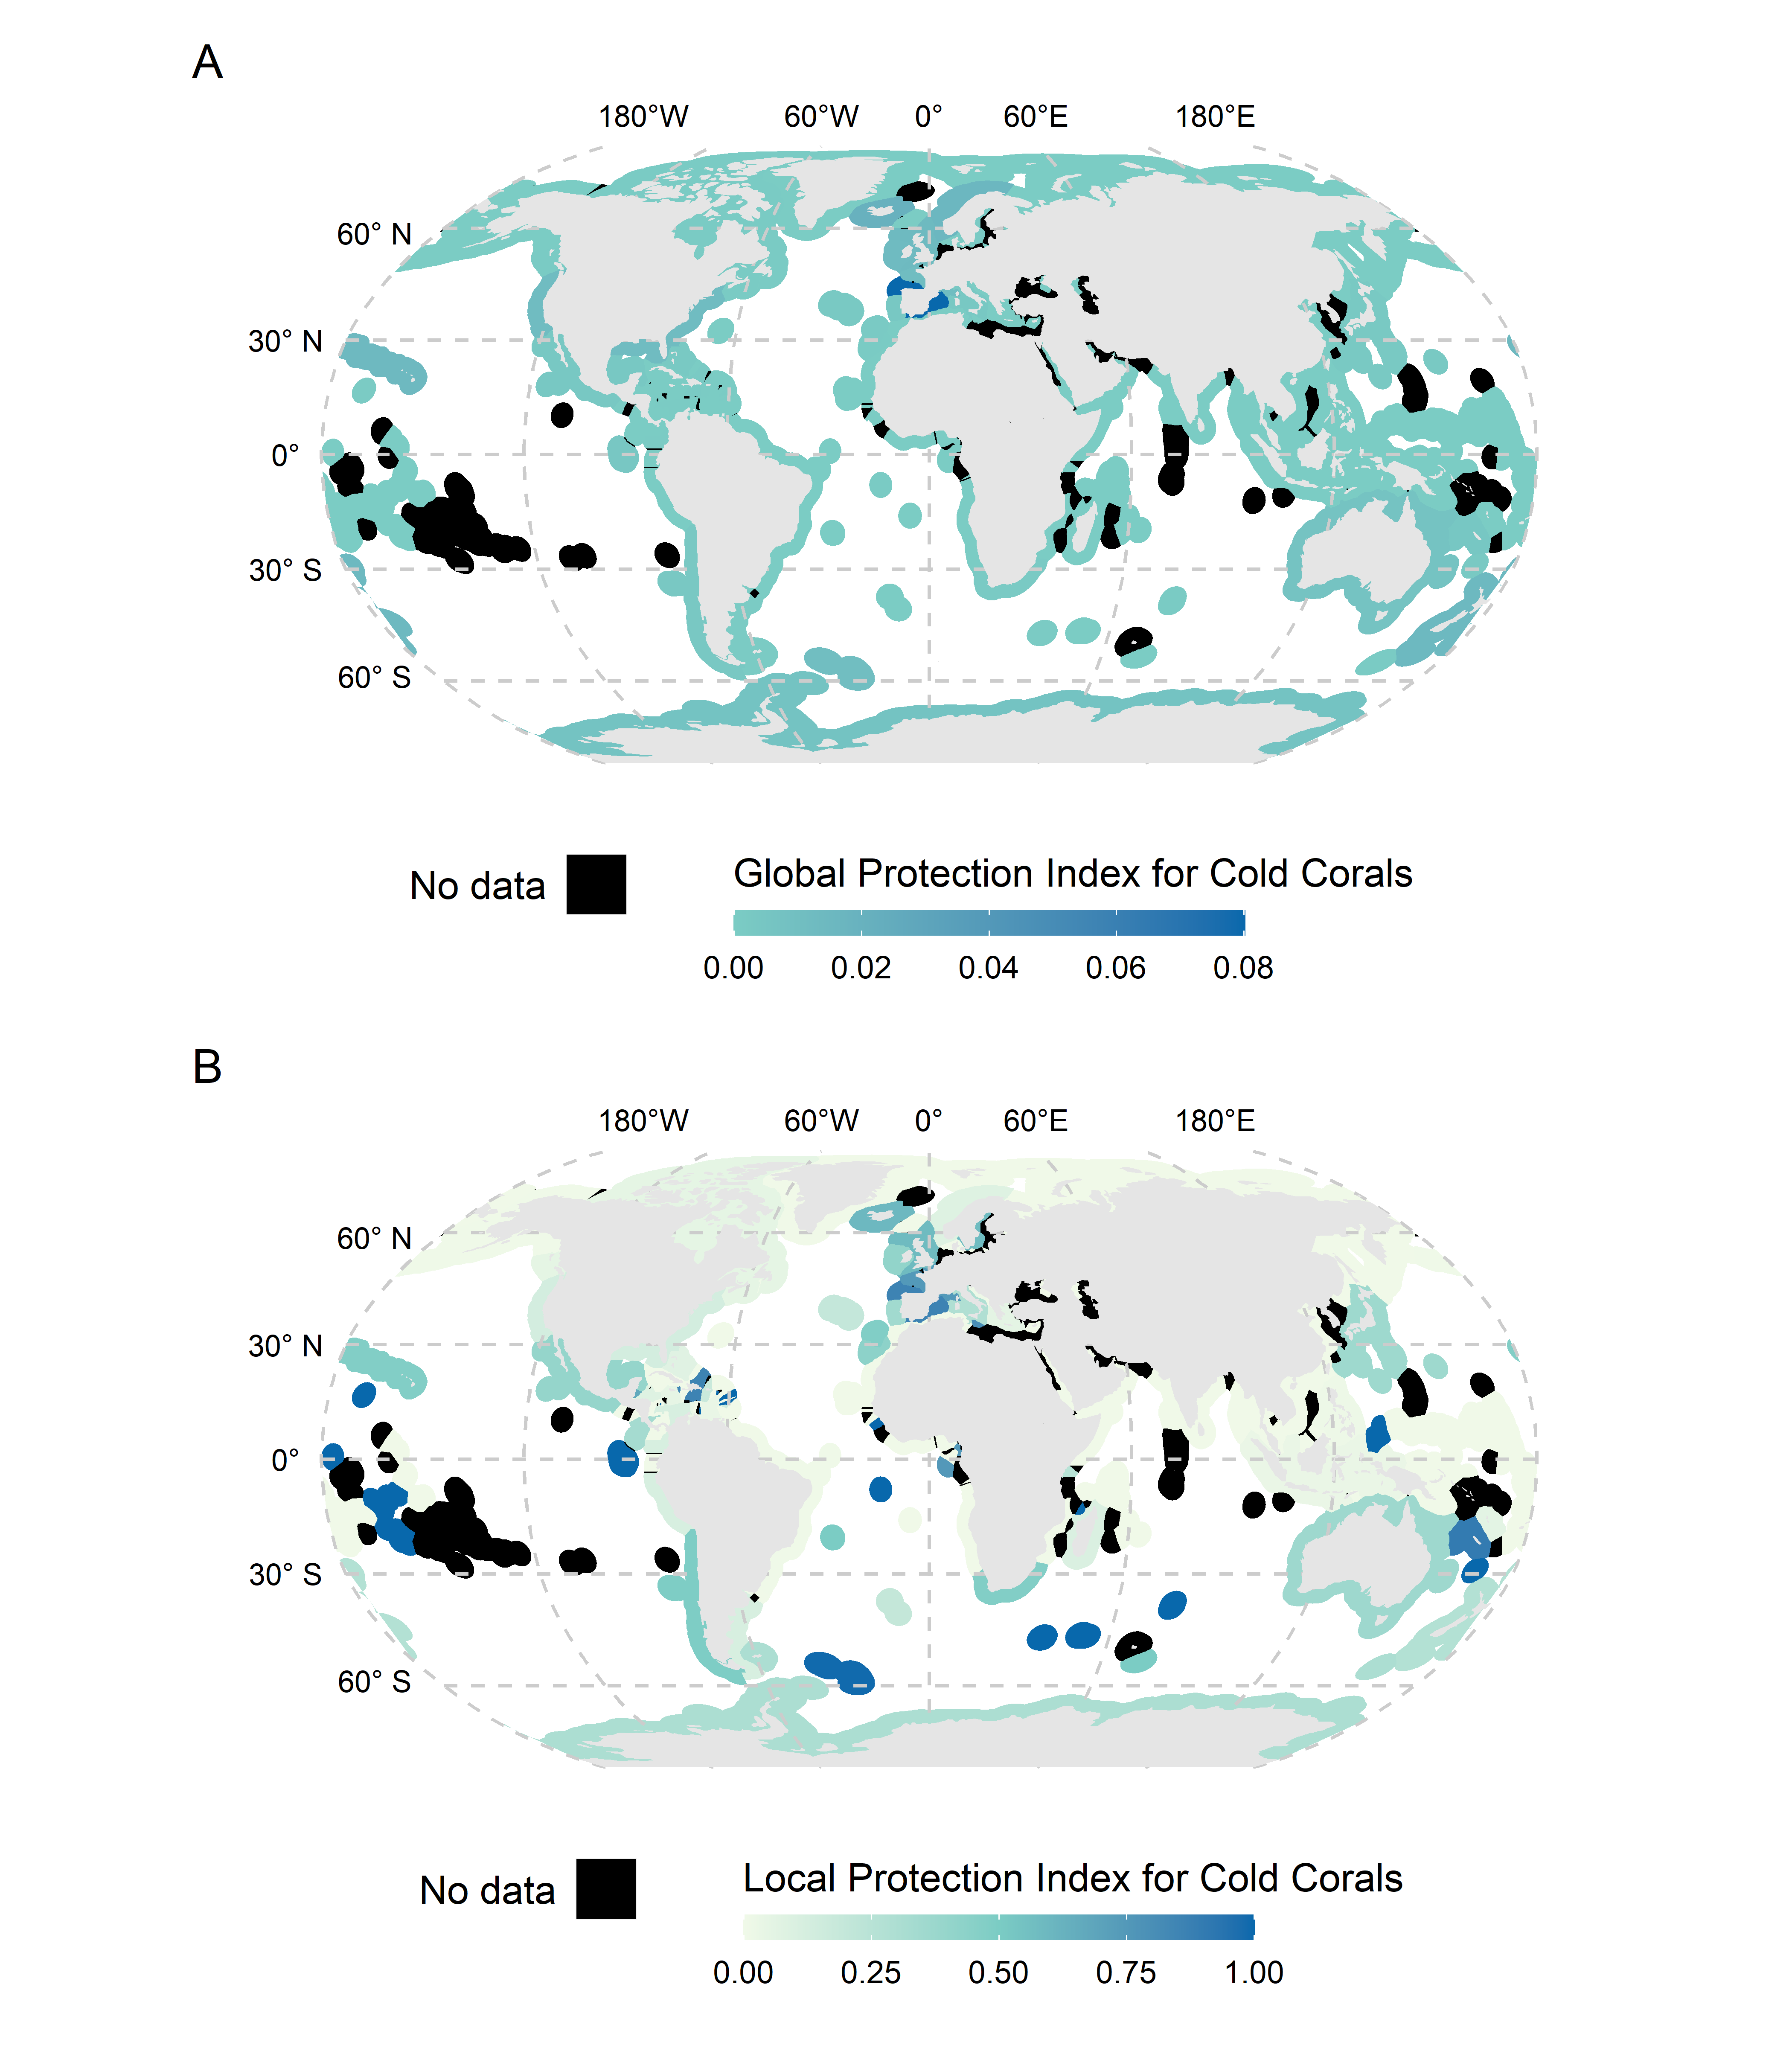 A
180°W 60°W 0° 60°E 180°E
60° N
30° N
0°
30° S
60° S
No data
Global Protection Index for Cold Corals
0.00 0.02 0.04 0.06 0.08
B
180°W 60°W 0° 60°E 180°E
60° N
30° N
0°
30° S
60° S
No data
Local Protection Index for Cold Corals
0.00 0.25 0.50 0.75 1.00